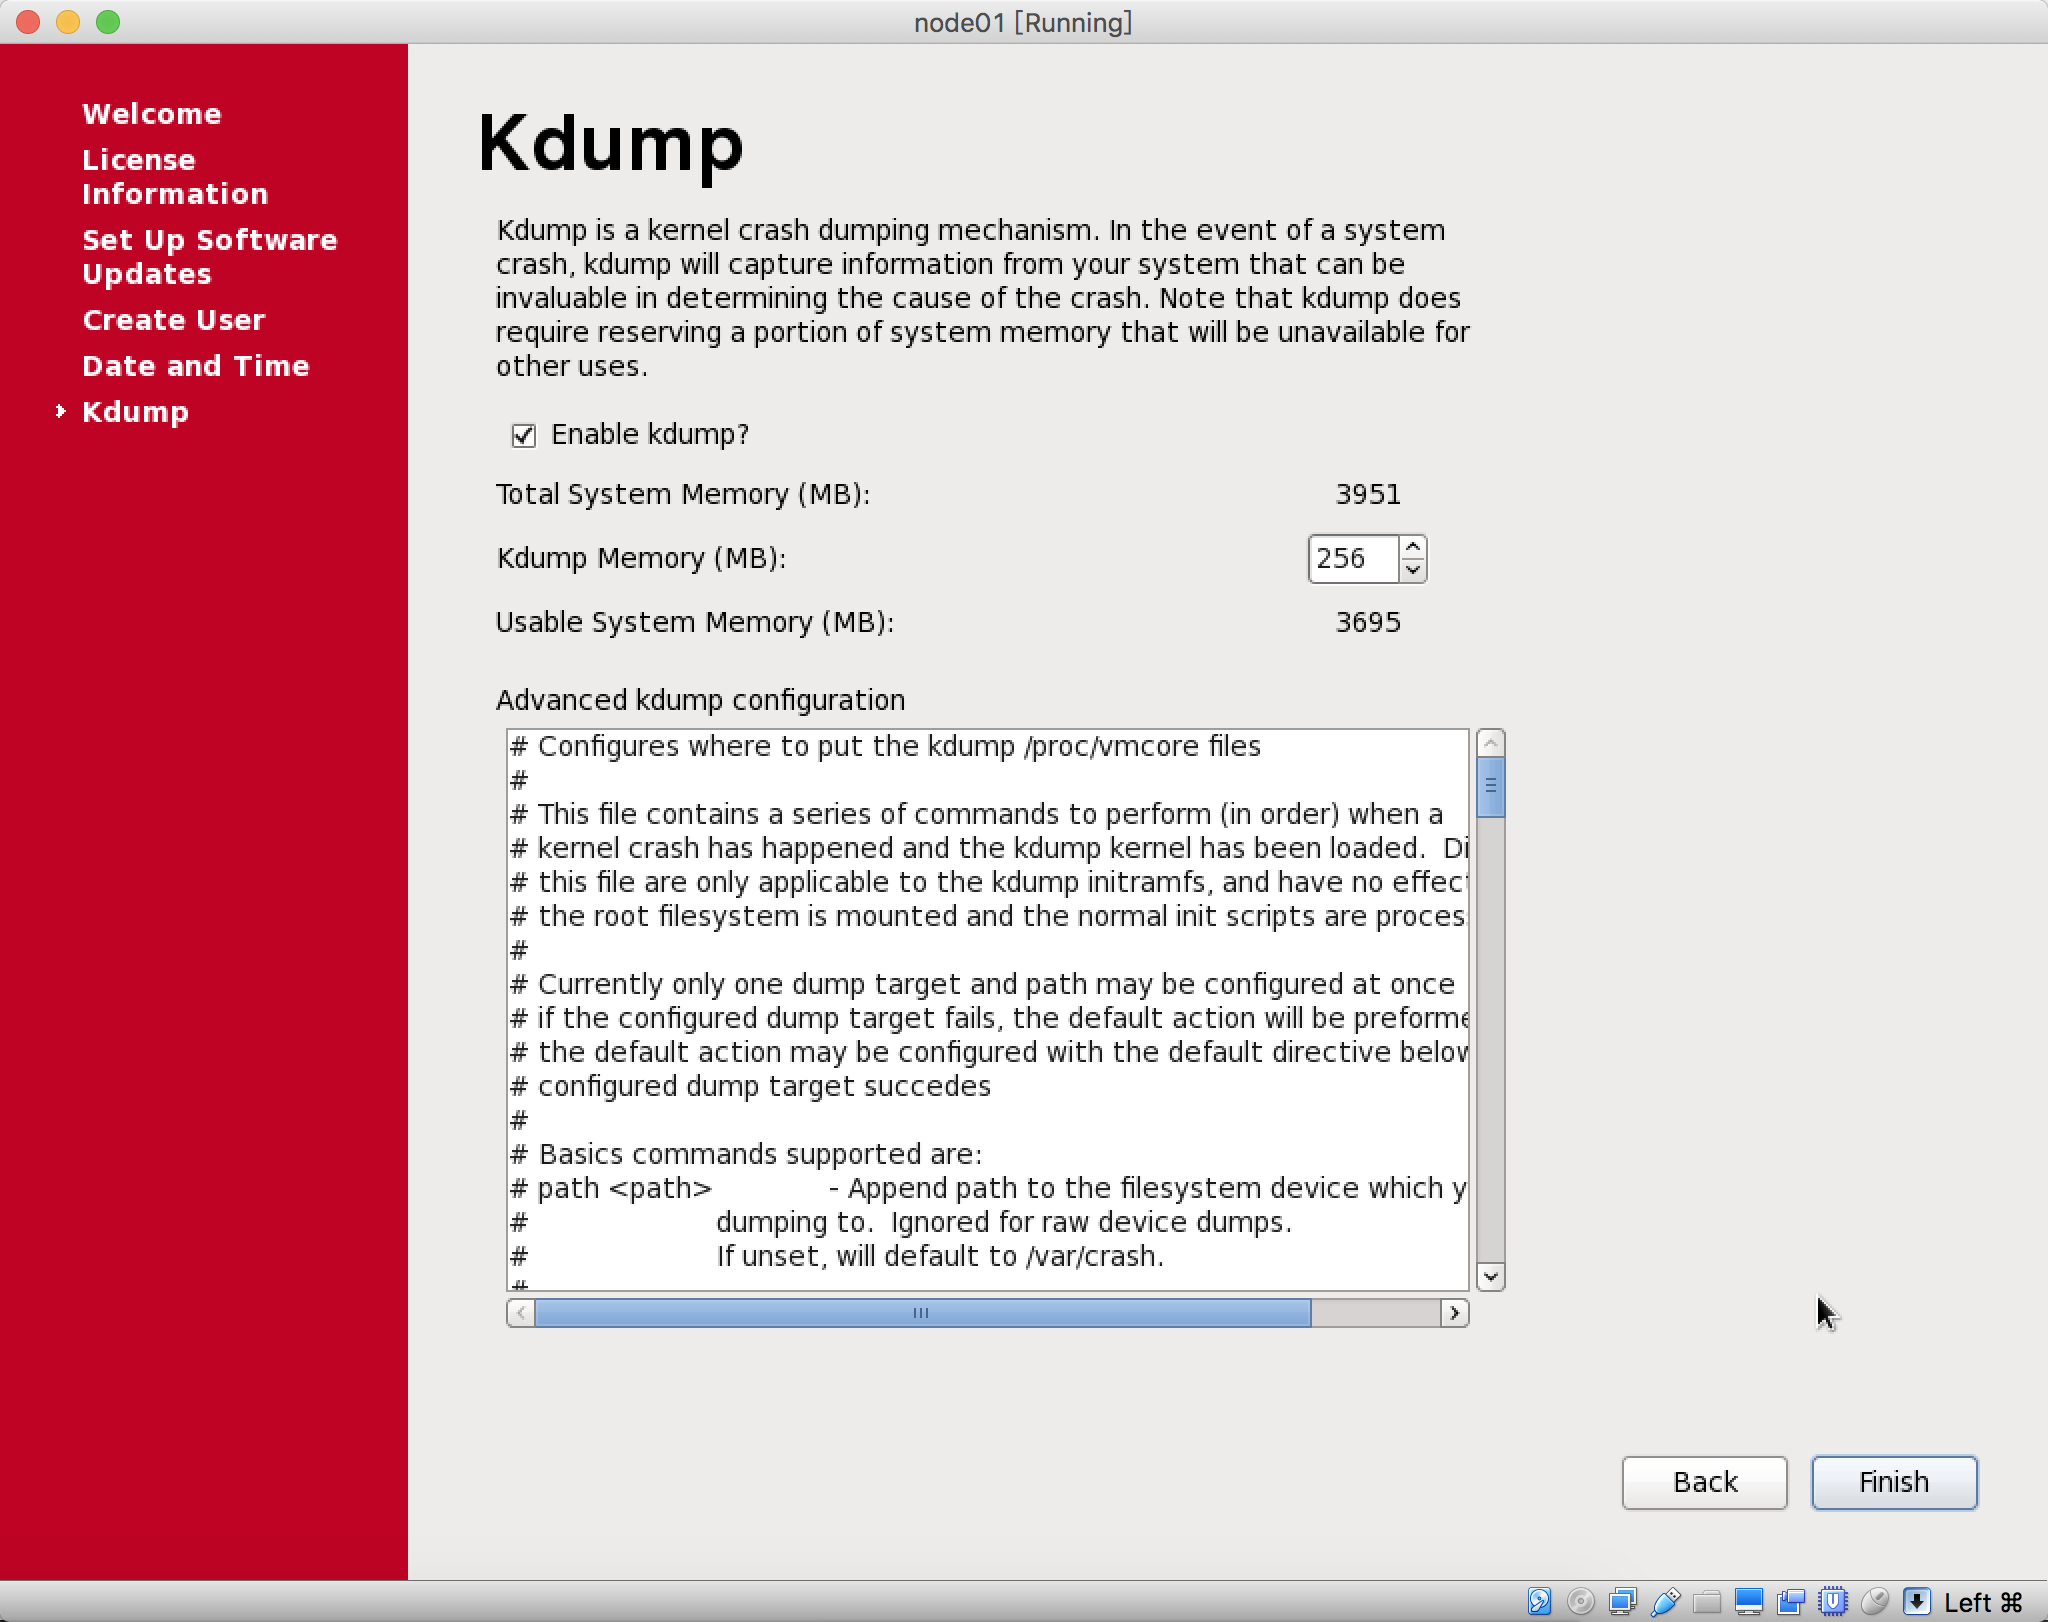 node01 [Running]
Welcome
License
Information
Set Up Software
Updates
Create User
Date and Time
Kdump
Kdump
Kdump is a kernel crash dumping mechanism. In the event of a system
crash, kdump will capture information from your system that can be
invaluable in determining the cause of the crash. Note that kdump does
require reserving a portion of system memory that will be unavailable for
other uses.
Enable kdump?
Total System Memory (MB): 3951
Kdump Memory (MB): 256
Usable System Memory (MB): 3695
Advanced kdump configuration
# Configures where to put the kdump /proc/vmcore files
#
# This file contains a series of commands to perform (in order) when a
# kernel crash has happened and the kdump kernel has been loaded.  Di
# this file are only applicable to the kdump initramfs, and have no effect
# the root filesystem is mounted and the normal init scripts are proces
#
# Currently only one dump target and path may be configured at once
# if the configured dump target fails, the default action will be preforme
# the default action may be configured with the default directive below
# configured dump target succedes
#
# Basics commands supported are:
# path <path> - Append path to the filesystem device which y
# dumping to.  Ignored for raw device dumps.
# If unset, will default to /var/crash.
#
Back
Finish
Left ⌘